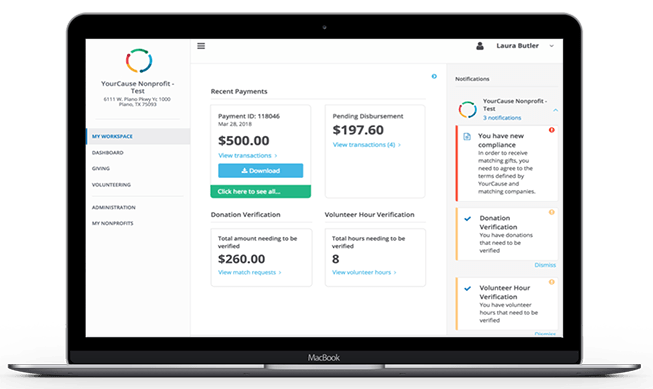 YourCause Nonprofit -
Test
6111 W. Plano Pkwy Yc 1000
Plano, TX 75093
MY WORKSPACE
DASHBOARD
GIVING
VOLUNTEERING
ADMINISTRATION
MY NONPROFITS
Laura Butler
Recent Payments
Payment ID: 118046
Mar 28, 2018
$500.00
View transactions >
Download
Click here to see all...
Pending Disbursement
$197.60
View transactions (4) >
Donation Verification
Total amount needing to be
verified
$260.00
View match requests >
Volunteer Hour Verification
Total hours needing to be
verified
8
View volunteer hours >
Notifications
YourCause Nonprofit -
Test
3 notifications
You have new
compliance
In order to receive
matching gifts, you
need to agree to the
terms defined by
YourCause and
matching companies.
Donation
Verification
You have donations
that need to be
verified
Dismiss
Volunteer Hour
Verification
You have volunteer
hours that need to be
verified
Dismiss
MacBook